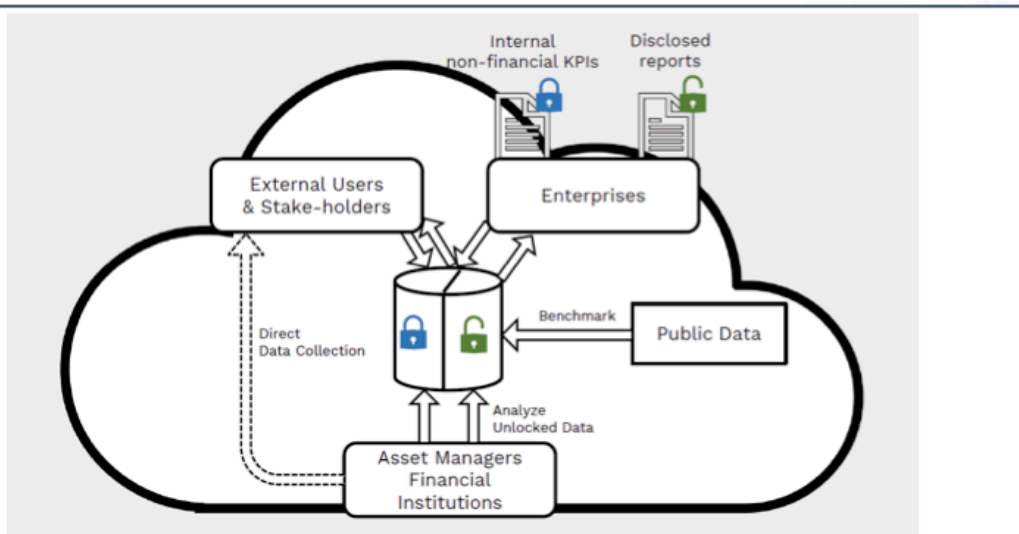 Internal
non-financial KPIs
Disclosed
reports
External Users
& Stake-holders
Enterprises
Benchmark
Public Data
Direct
Data Collection
Analyze
Unlocked Data
Asset Managers
Financial
Institutions